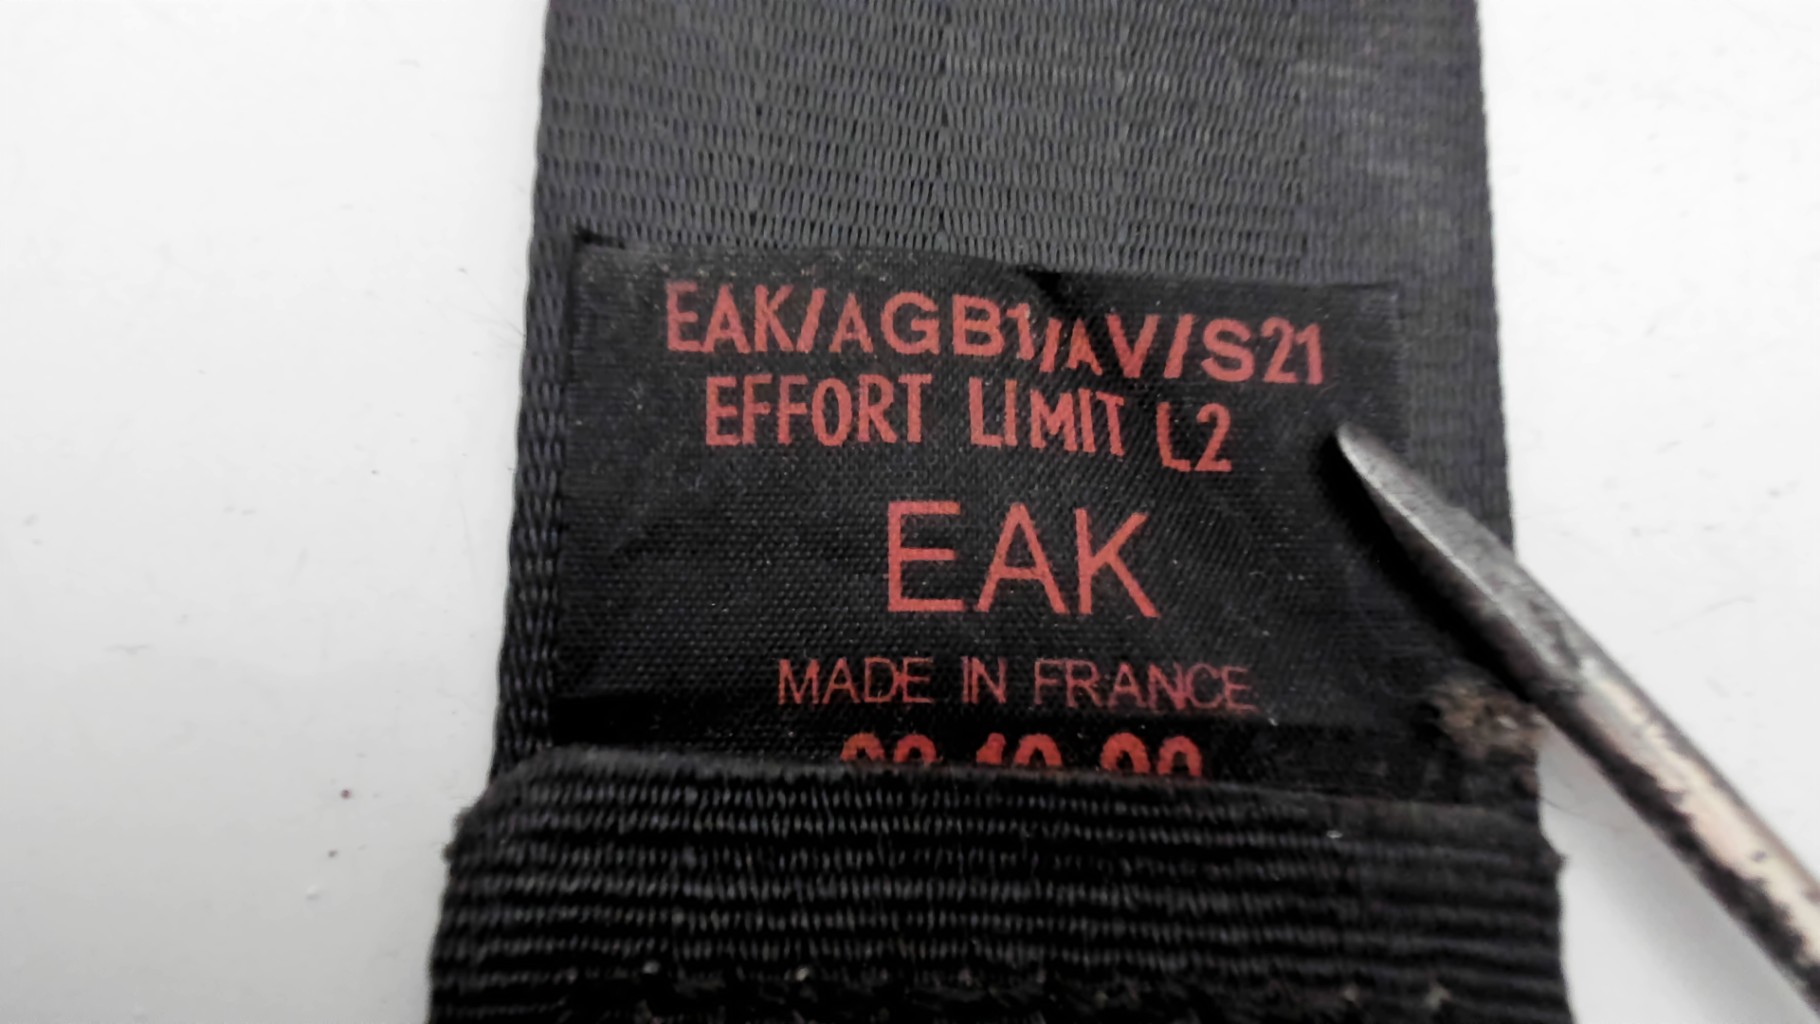 EAK/AGB1/AV/S21
EFFORT LIMIT L2
EAK
MADE IN FRANCE